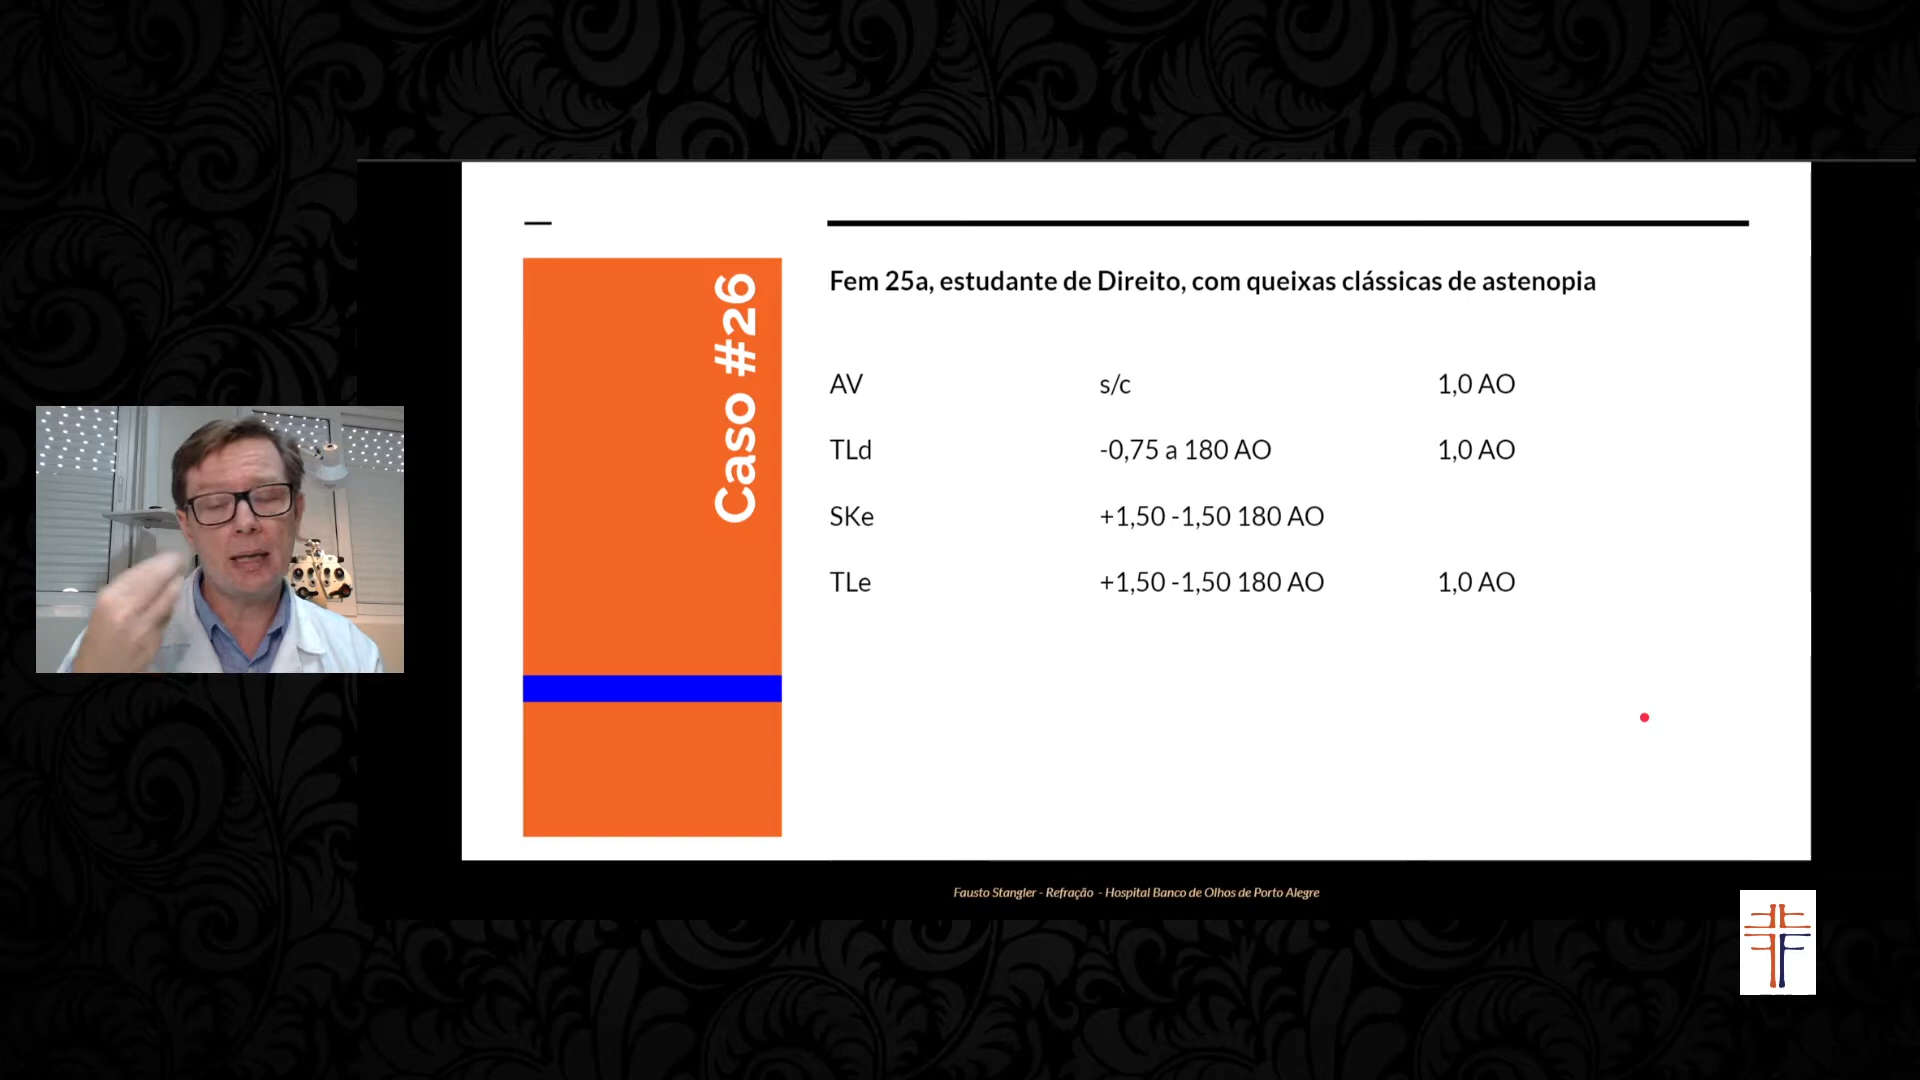 Caso #26
Fem 25a, estudante de Direito, com queixas clássicas de astenopia
AV s/c 1,0 AO
TLd -0,75 a 180 AO 1,0 AO
SKe +1,50 -1,50 180 AO
TLe +1,50 -1,50 180 AO 1,0 AO
Fausto Stangler - Refração - Hospital Banco de Olhos de Porto Alegre